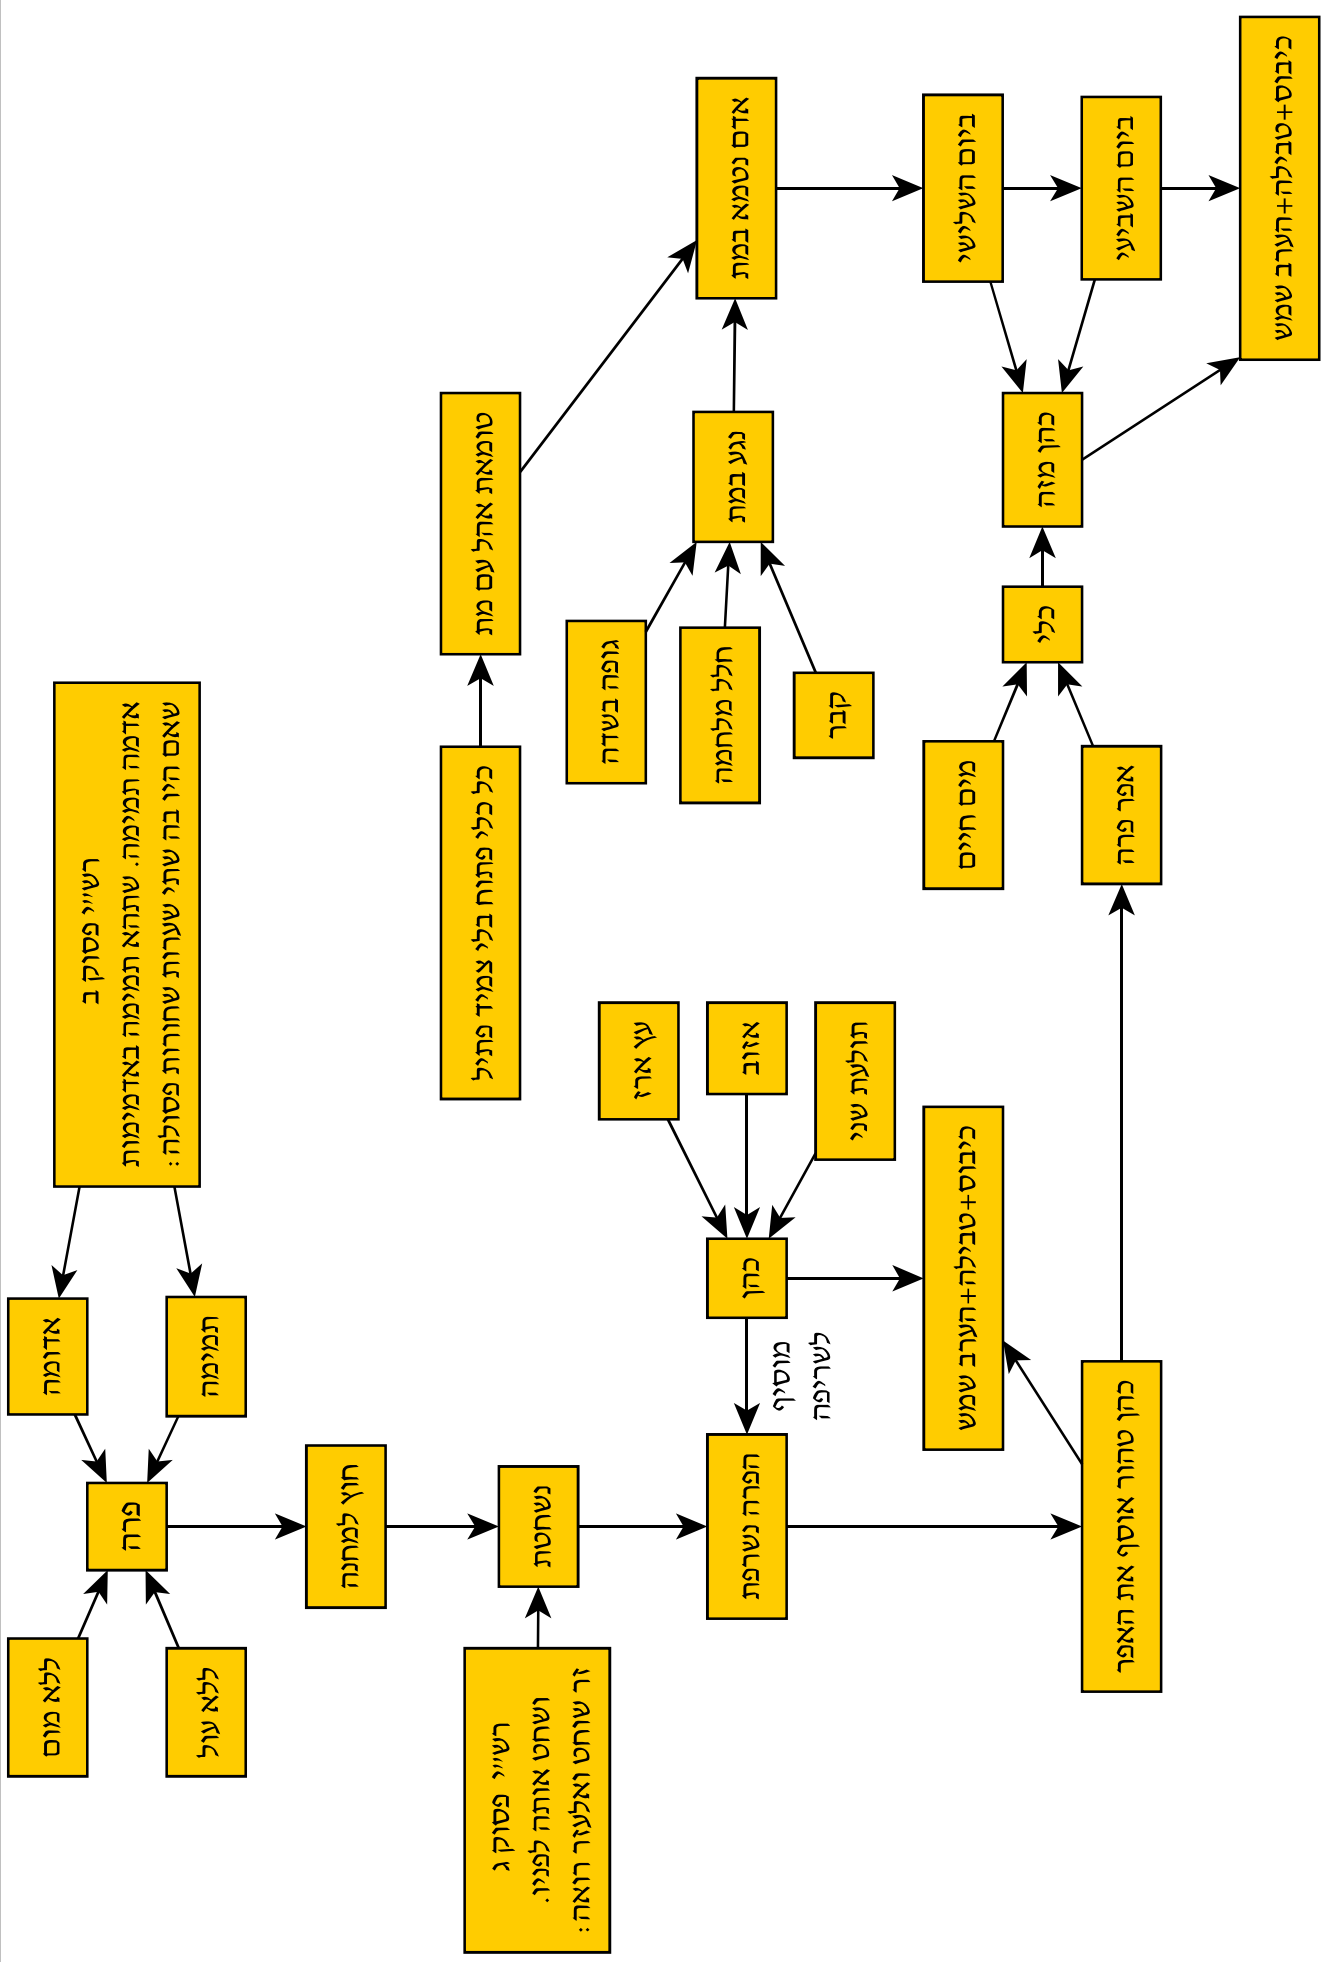 רשייי פסוק ב
אדמה תמימה. שתהא תמימה באדמימות
שאם היו בה שתי שערות שחורות פסולה:
אדומה
תמימה
ללא מום
ללא עול
פרה
חוץ למחנה
נשחטת
רשייי פסוק ג
ושחט אותה לפניו.
זר שוחט ואלעזר רואה:
טומאת אהל עם מת
כל כלי פתוח בלי צמיד פתיל
גופה בשדה
חלל מלחמה
קבר
נגע במת
אדם נטמא במת
עץ ארז
אזוב
תולעת שני
כהן
מוסיף
לשריפה
הפרה נשרפת
ביום השלישי
ביום השביעי
כהן מזה
כלי
מים חיים
אפר פרה
כיבוס+טבילה+הערב שמש
כהן טהור אוסף את האפר
כיבוס+טבילה+הערב שמש